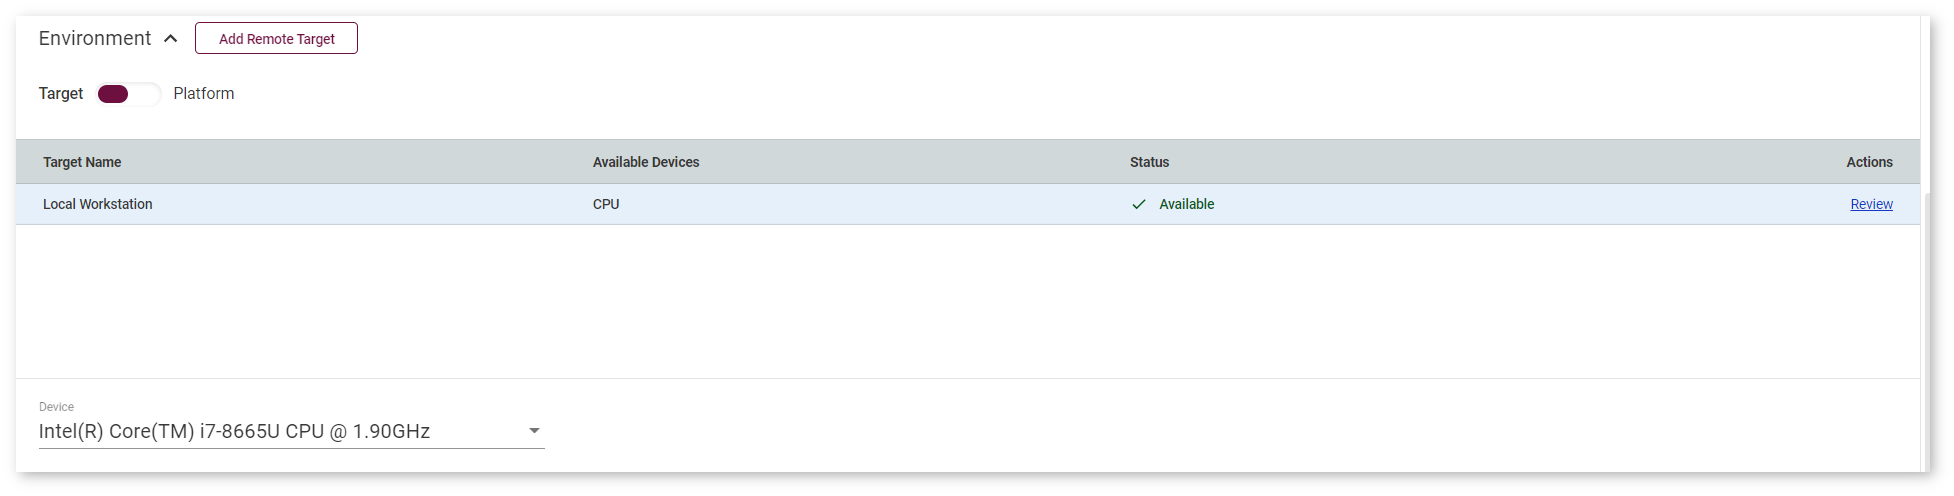 Environment Add Remote Target
Target Platform
Target Name Available Devices Status Actions
Local Workstation CPU Available Review
Device
Intel(R) Core(TM) i7-8665U CPU @ 1.90GHz